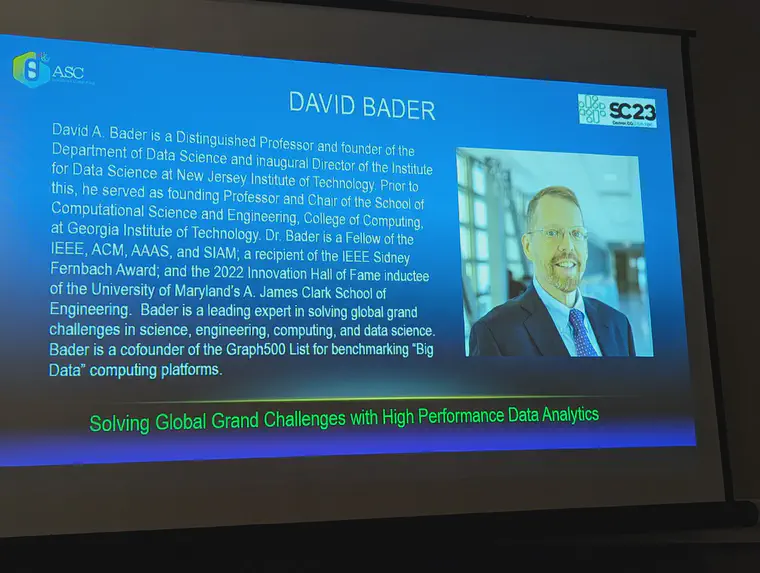 ASC
DAVID BADER
SC23
Denver, CO
David A. Bader is a Distinguished Professor and founder of the
Department of Data Science and inaugural Director of the Institute
for Data Science at New Jersey Institute of Technology. Prior to
this, he served as founding Professor and Chair of the School of
Computational Science and Engineering, College of Computing,
at Georgia Institute of Technology. Dr. Bader is a Fellow of the
IEEE, ACM, AAAS, and SIAM; a recipient of the IEEE Sidney
Fernbach Award; and the 2022 Innovation Hall of Fame inductee
of the University of Maryland's A. James Clark School of
Engineering.  Bader is a leading expert in solving global grand
challenges in science, engineering, computing, and data science.
Bader is a cofounder of the Graph500 List for benchmarking “Big
Data” computing platforms.
Solving Global Grand Challenges with High Performance Data Analytics